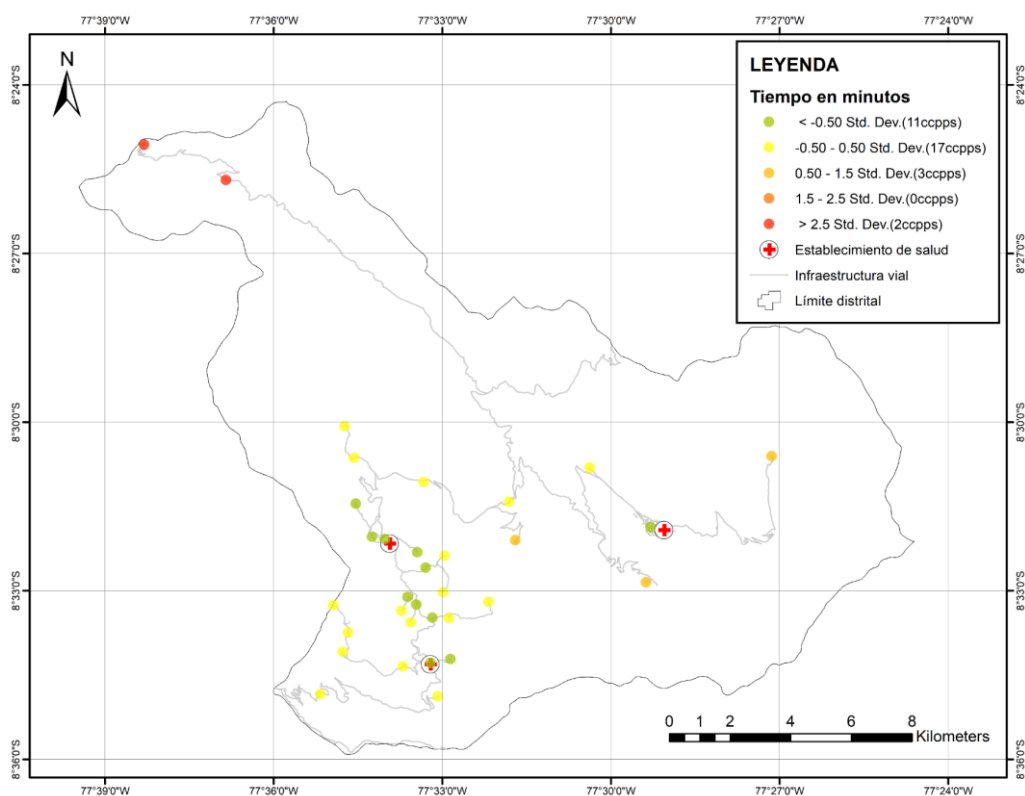 77°39'0"W 77°36'0"W 77°33'0"W 77°30'0"W 77°27'0"W 77°24'0"W
N
LEYENDA
Tiempo en minutos
< -0.50 Std. Dev.(11ccpps)
-0.50 - 0.50 Std. Dev.(17ccpps)
0.50 - 1.5 Std. Dev.(3ccpps)
1.5 - 2.5 Std. Dev.(0ccpps)
> 2.5 Std. Dev.(2ccpps)
Establecimiento de salud
Infraestructura vial
Límite distrital
8°24'0"S 8°24'0"S
8°27'0"S 8°27'0"S
8°30'0"S 8°30'0"S
8°33'0"S 8°33'0"S
8°36'0"S 8°36'0"S
0 1 2 4 6 8
Kilometers
77°39'0"W 77°36'0"W 77°33'0"W 77°30'0"W 77°27'0"W 77°24'0"W